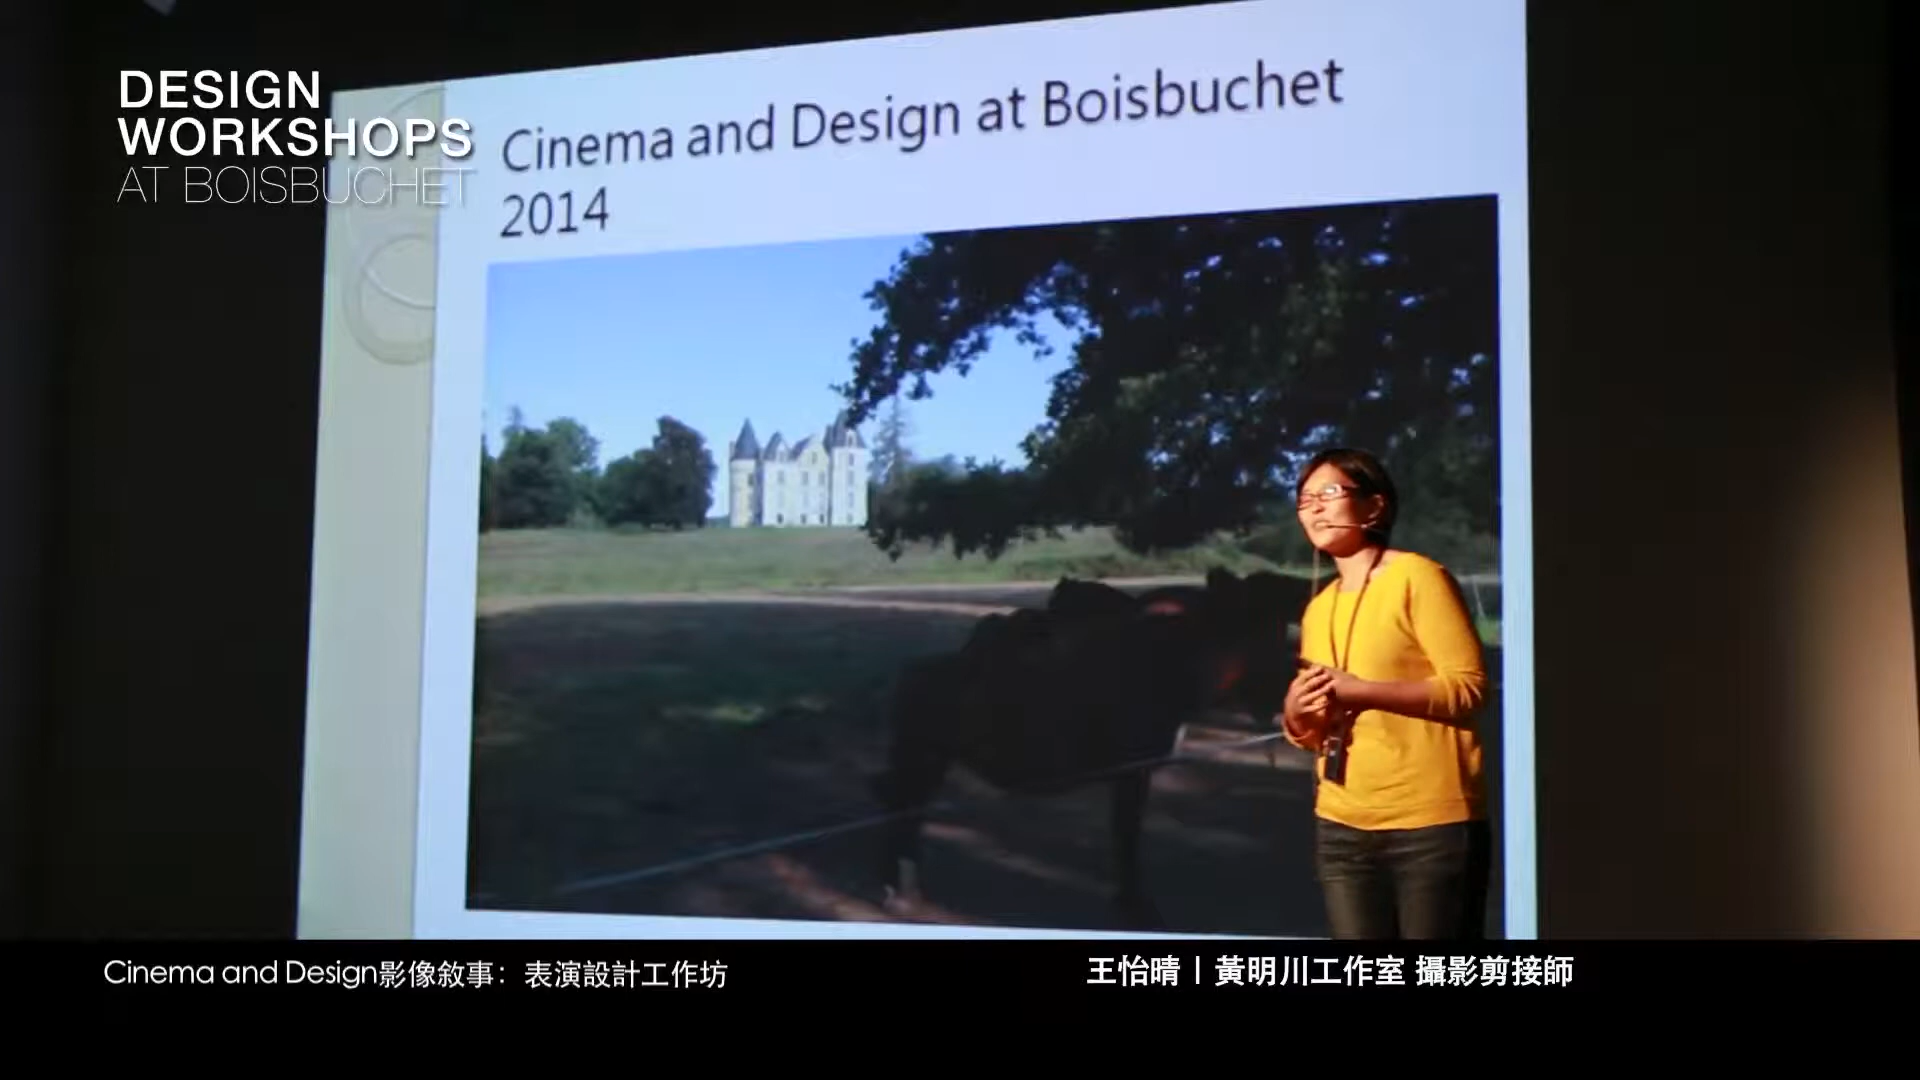 DESIGN
WORKSHOPS
AT BOISBUCHET
Cinema and Design at Boisbuchet
2014
Cinema and Design影像敘事：表演設計工作坊
王怡晴 | 黃明川工作室 攝影剪接師